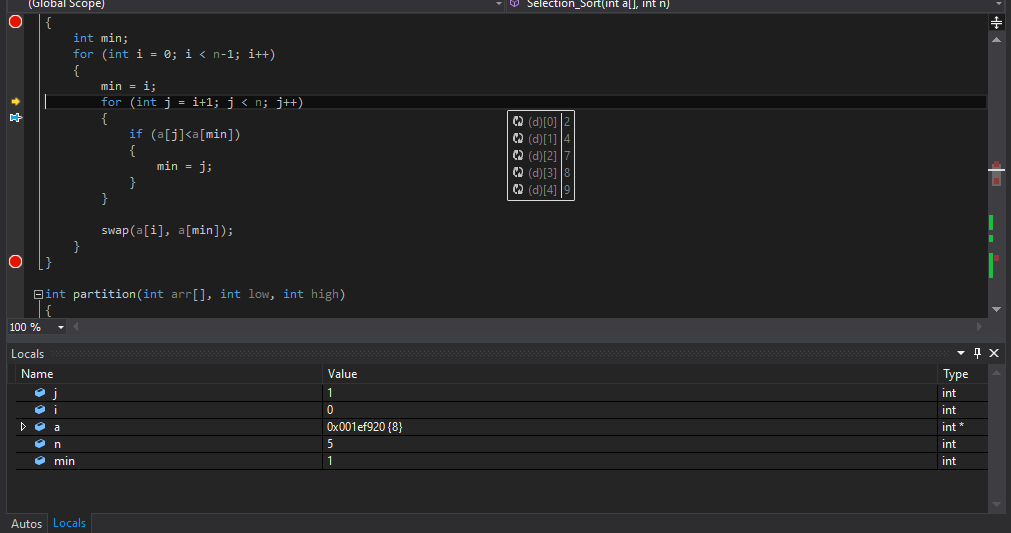 (Global Scope) Selection_Sort(int a[], int n)
{
int min;
for (int i = 0; i < n-1; i++)
{
min = i;
for (int j = i+1; j < n; j++)
{
if (a[j]<a[min])
{
min = j;
}
}
swap(a[i], a[min]);
}
}
int partition(int arr[], int low, int high)
{
(d)[0] 2
(d)[1] 4
(d)[2] 7
(d)[3] 8
(d)[4] 9
100 %
Locals
Name Value Type
j 1 int
i 0 int
a 0x001ef920 {8} int *
n 5 int
min 1 int
Autos Locals